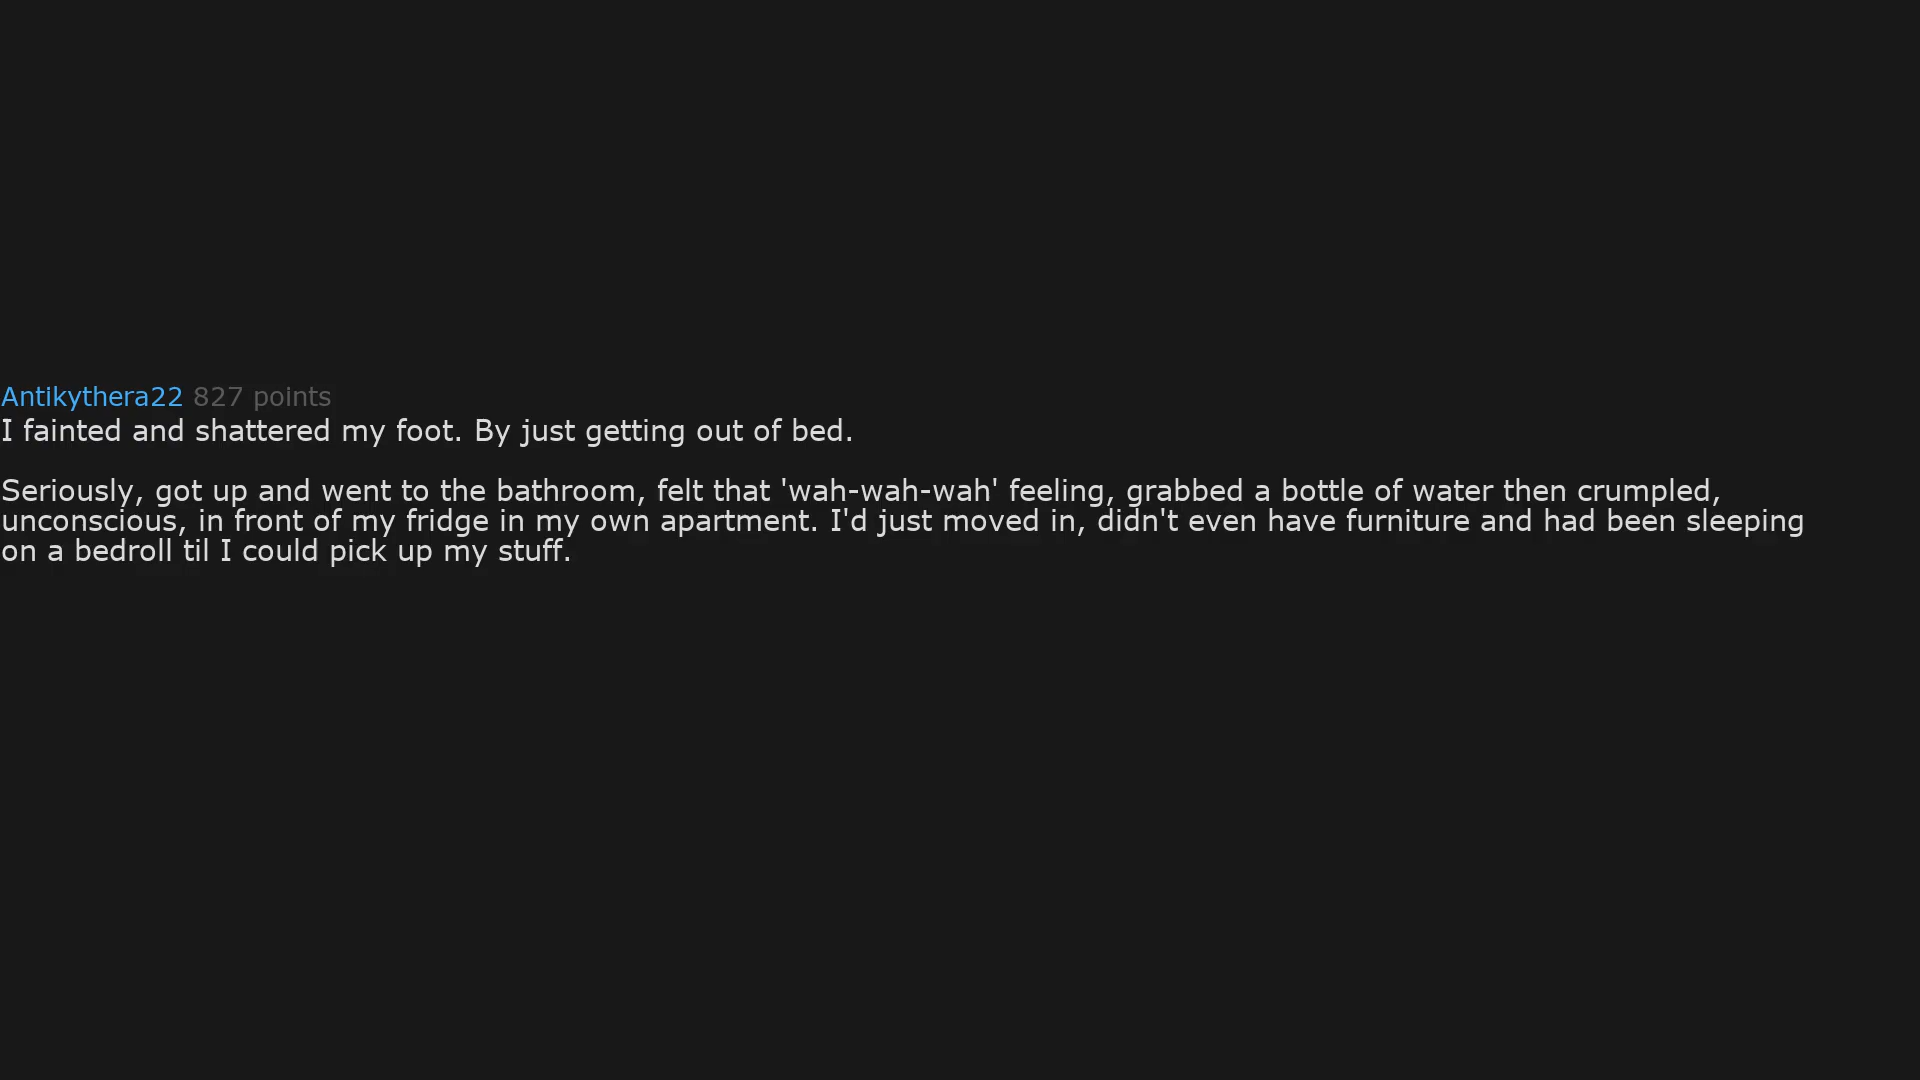 Antikythera22 827 points
I fainted and shattered my foot. By just getting out of bed.
Seriously, got up and went to the bathroom, felt that 'wah-wah-wah' feeling, grabbed a bottle of water then crumpled,
unconscious, in front of my fridge in my own apartment. I'd just moved in, didn't even have furniture and had been sleeping
on a bedroll til I could pick up my stuff.